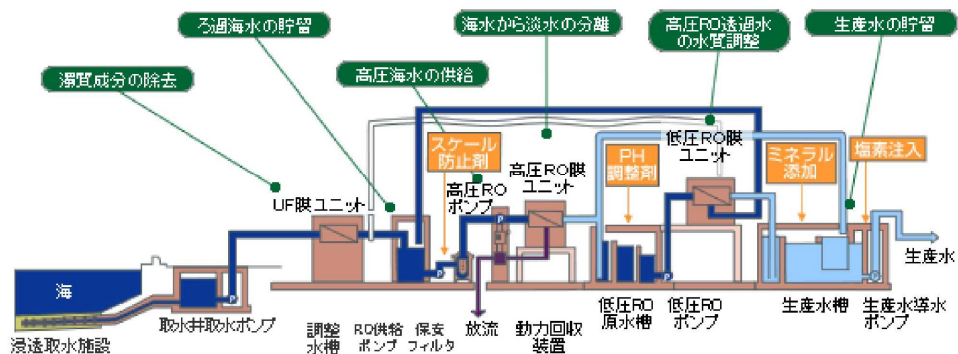 ろ過海水の貯留
海水から淡水の分離
高圧RO透過水
の水質調整
生産水の貯留
濁質成分の除去
高圧海水の供給
スケール
防止剤
低圧RO膜
ユニット
PH
調整剤
ミネラル
添加
塩素注入
高圧RO膜
ユニット
高圧RO
ポンプ
UF膜ユニット
P
P
P
P
P
生産水
海
取水井
取水ポンプ
浸透取水施設
調整
水槽
RO供給
ポンプ
保安
フィルタ
放流
動力回収
装置
低圧RO
原水槽
低圧RO
ポンプ
生産水槽
生産水導水
ポンプ